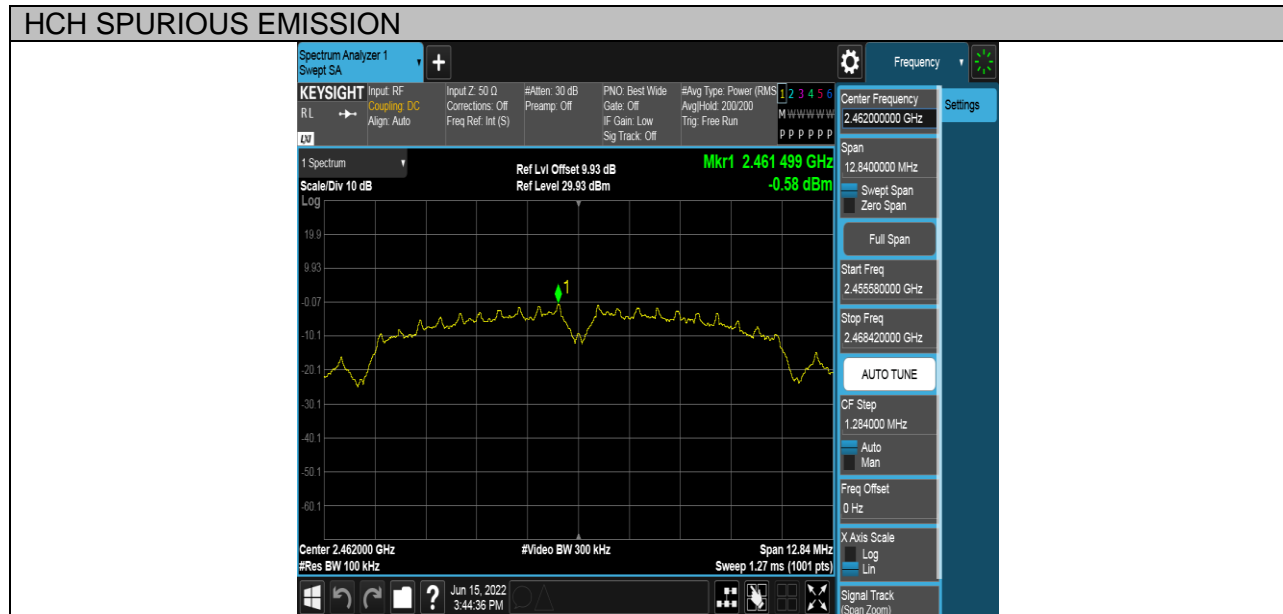 HCH SPURIOUS EMISSION
Spectrum Analyzer 1
Swept SA
+
Frequency
KEYSIGHT
RL
LXI
Input: RF
Coupling: DC
Align: Auto
Input Z: 50 Ω
Corrections: Off
Freq Ref: Int (S)
#Atten: 30 dB
Preamp: Off
PNO: Best Wide
Gate: Off
IF Gain: Low
Sig Track: Off
#Avg Type: Power (RMS
Avg|Hold: 200/200
Trig: Free Run
1 2 3 4 5 6
M W W W W W
P P P P P P
1 Spectrum
Scale/Div 10 dB
Ref Lvl Offset 9.93 dB
Ref Level 29.93 dBm
Mkr1 2.461 499 GHz
-0.58 dBm
Log
19.9
9.93
-0.07
-10.1
-20.1
-30.1
-40.1
-50.1
-60.1
1
Center 2.462000 GHz
#Res BW 100 kHz
#Video BW 300 kHz
Span 12.84 MHz
Sweep 1.27 ms (1001 pts)
?
Jun 15, 2022
3:44:36 PM
Center Frequency
2.462000000 GHz
Span
12.8400000 MHz
Swept Span
Zero Span
Full Span
Start Freq
2.455580000 GHz
Stop Freq
2.468420000 GHz
AUTO TUNE
CF Step
1.284000 MHz
Auto
Man
Freq Offset
0 Hz
X Axis Scale
Log
Lin
Signal Track
(Span Zoom)
Settings